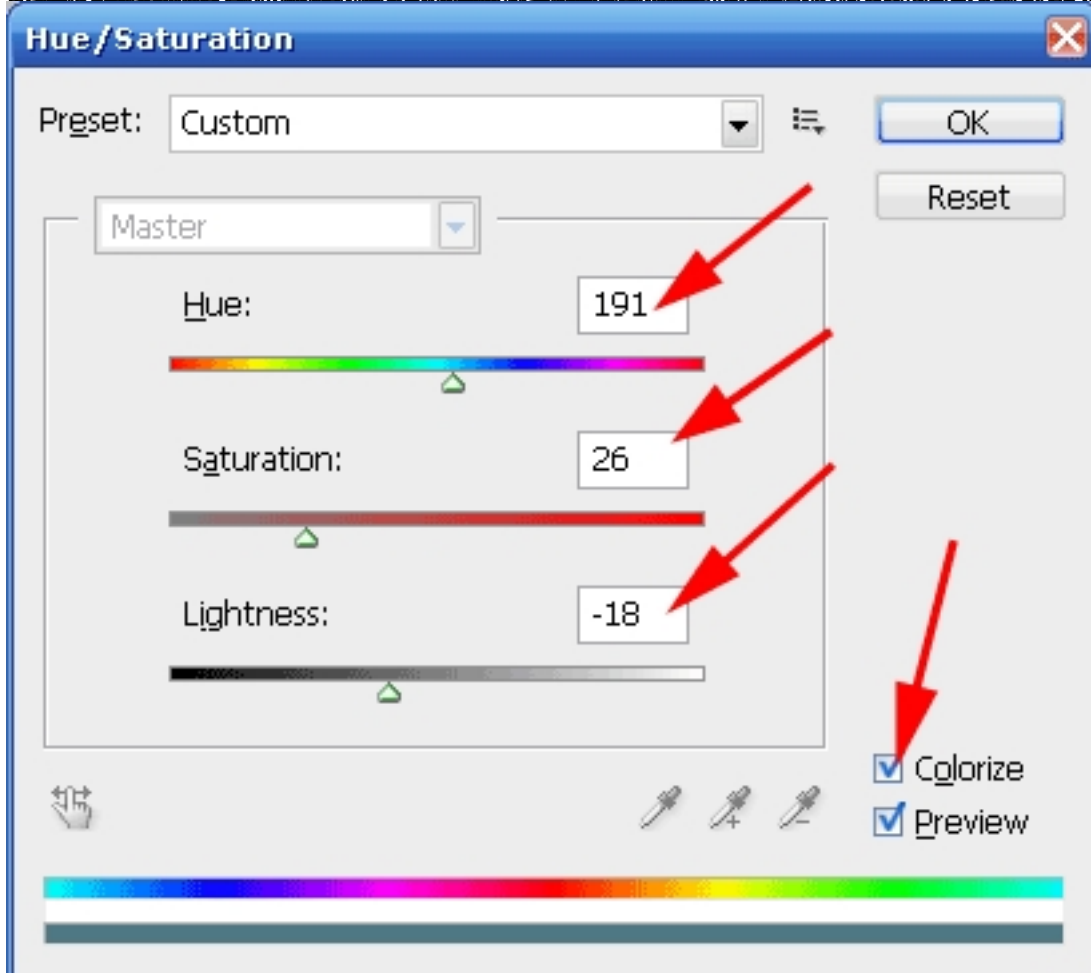 Hue/Saturation
Preset: Custom
OK
Reset
Master
Hue: 191
Saturation: 26
Lightness: -18
Colorize
Preview